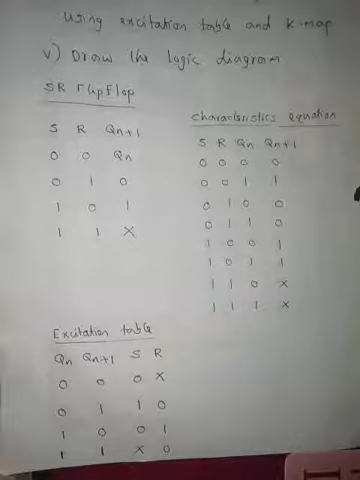 Using excitation table and K-map
v) Draw the logic diagram
SR FlipFlop
S R Qn+1
0 0 Qn
0 1 0
1 0 1
1 1 X
Characteristics equation
S R Qn Qn+1
0 0 0 0
0 0 1 1
0 1 0 0
0 1 1 0
1 0 0 1
1 0 1 1
1 1 0 X
1 1 1 X
Excitation table
Qn Qn+1 S R
0 0 0 X
0 1 1 0
1 0 0 1
1 1 X 0